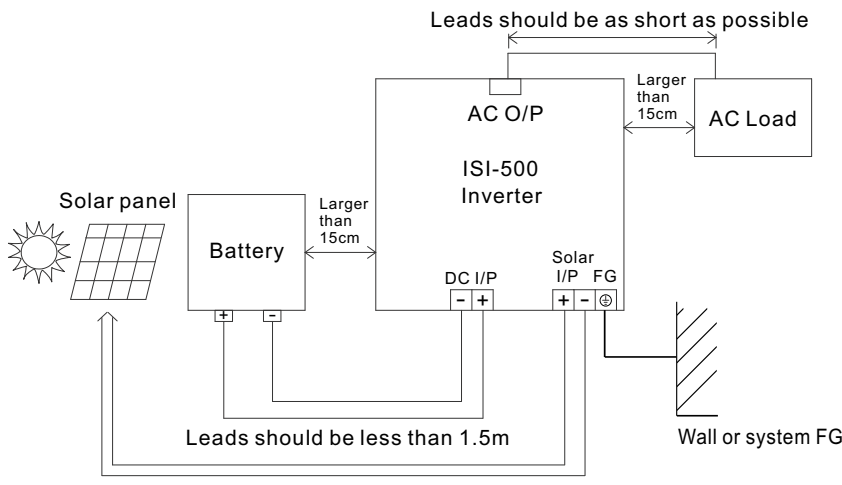 Leads should be as short as possible
Larger
than
15cm
AC O/P
AC Load
ISI-500
Inverter
Solar panel
Larger
than
15cm
Battery
Solar
DC I/P
I/P FG
- +
+ -
+ -
Leads should be less than 1.5m
Wall or system FG